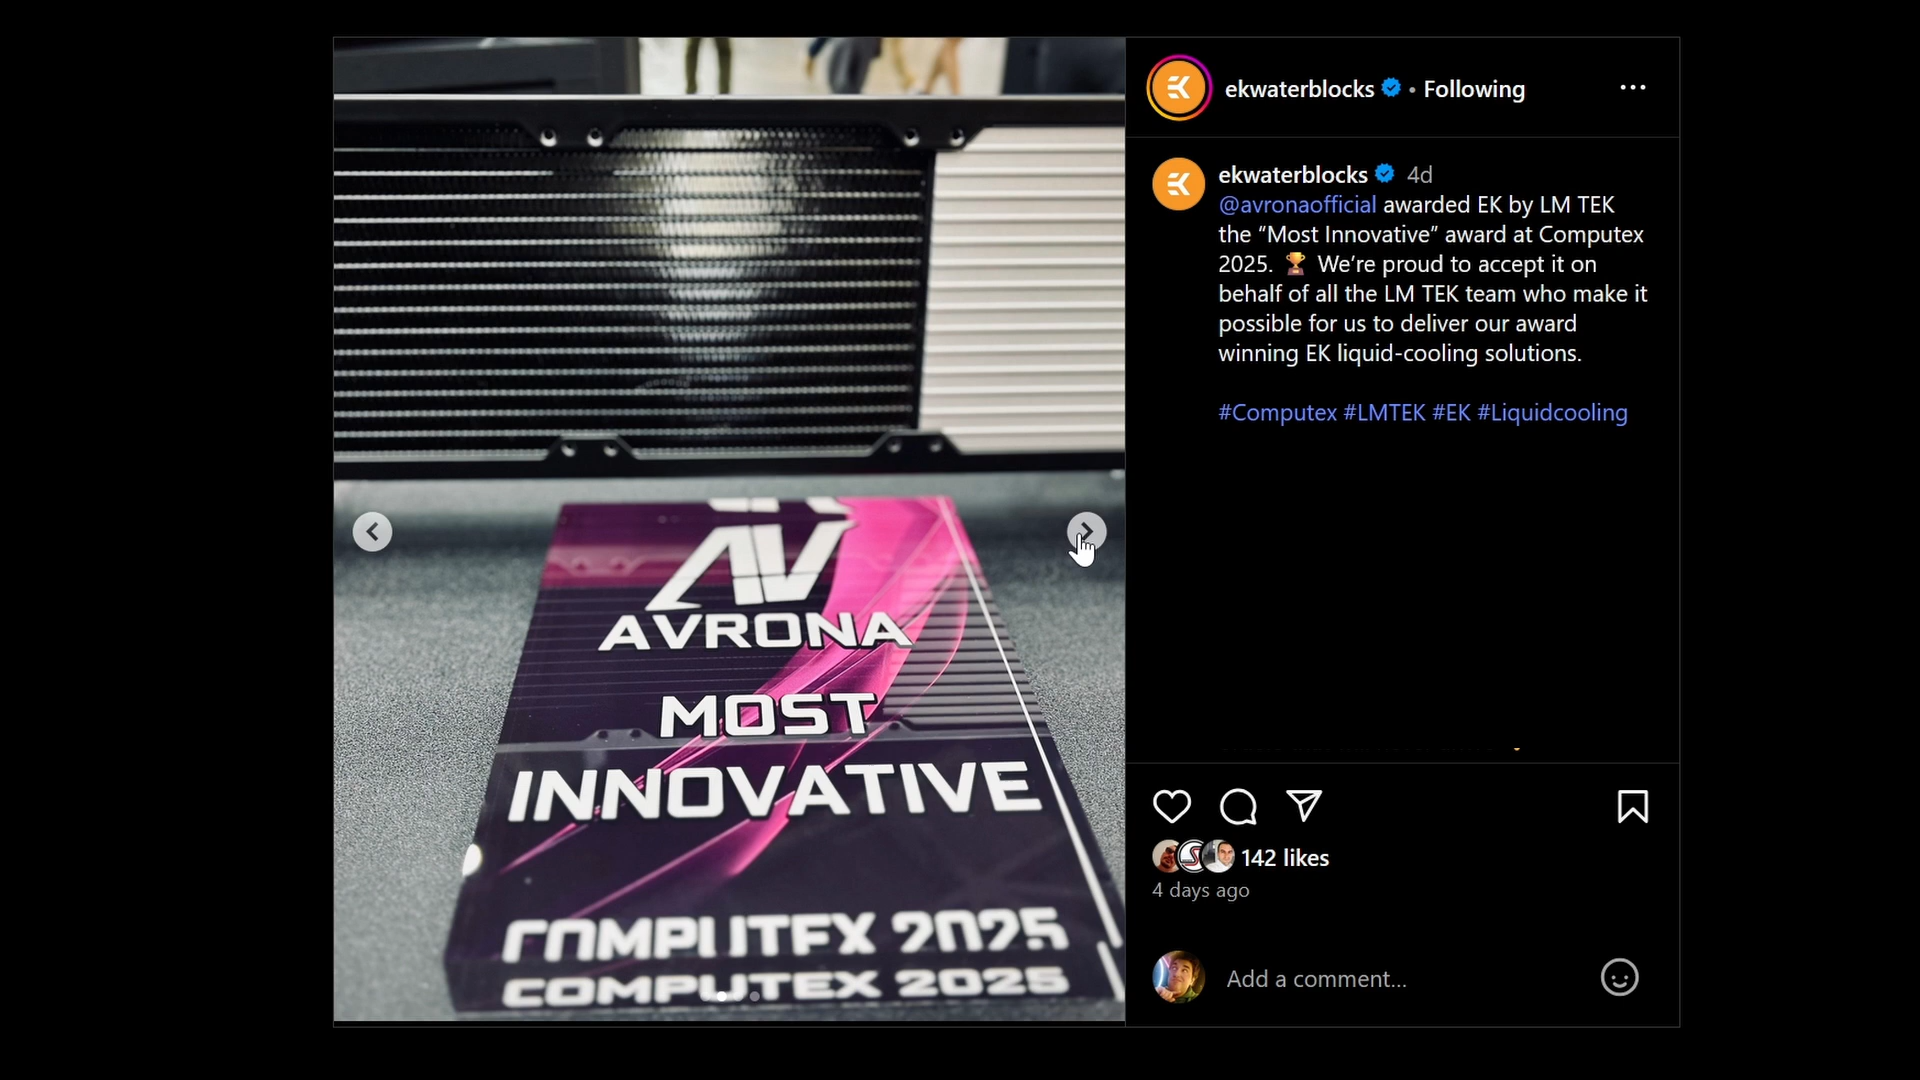 AVRONA
MOST
INNOVATIVE
COMPUTEX 2025
COMPUTEX 2025
ekwaterblocks • Following
ekwaterblocks 4d
@avronaofficial awarded EK by LM TEK
the “Most Innovative” award at Computex
2025. 🏆 We’re proud to accept it on
behalf of all the LM TEK team who make it
possible for us to deliver our award
winning EK liquid-cooling solutions.
#Computex #LMTEK #EK #Liquidcooling
142 likes
4 days ago
Add a comment...